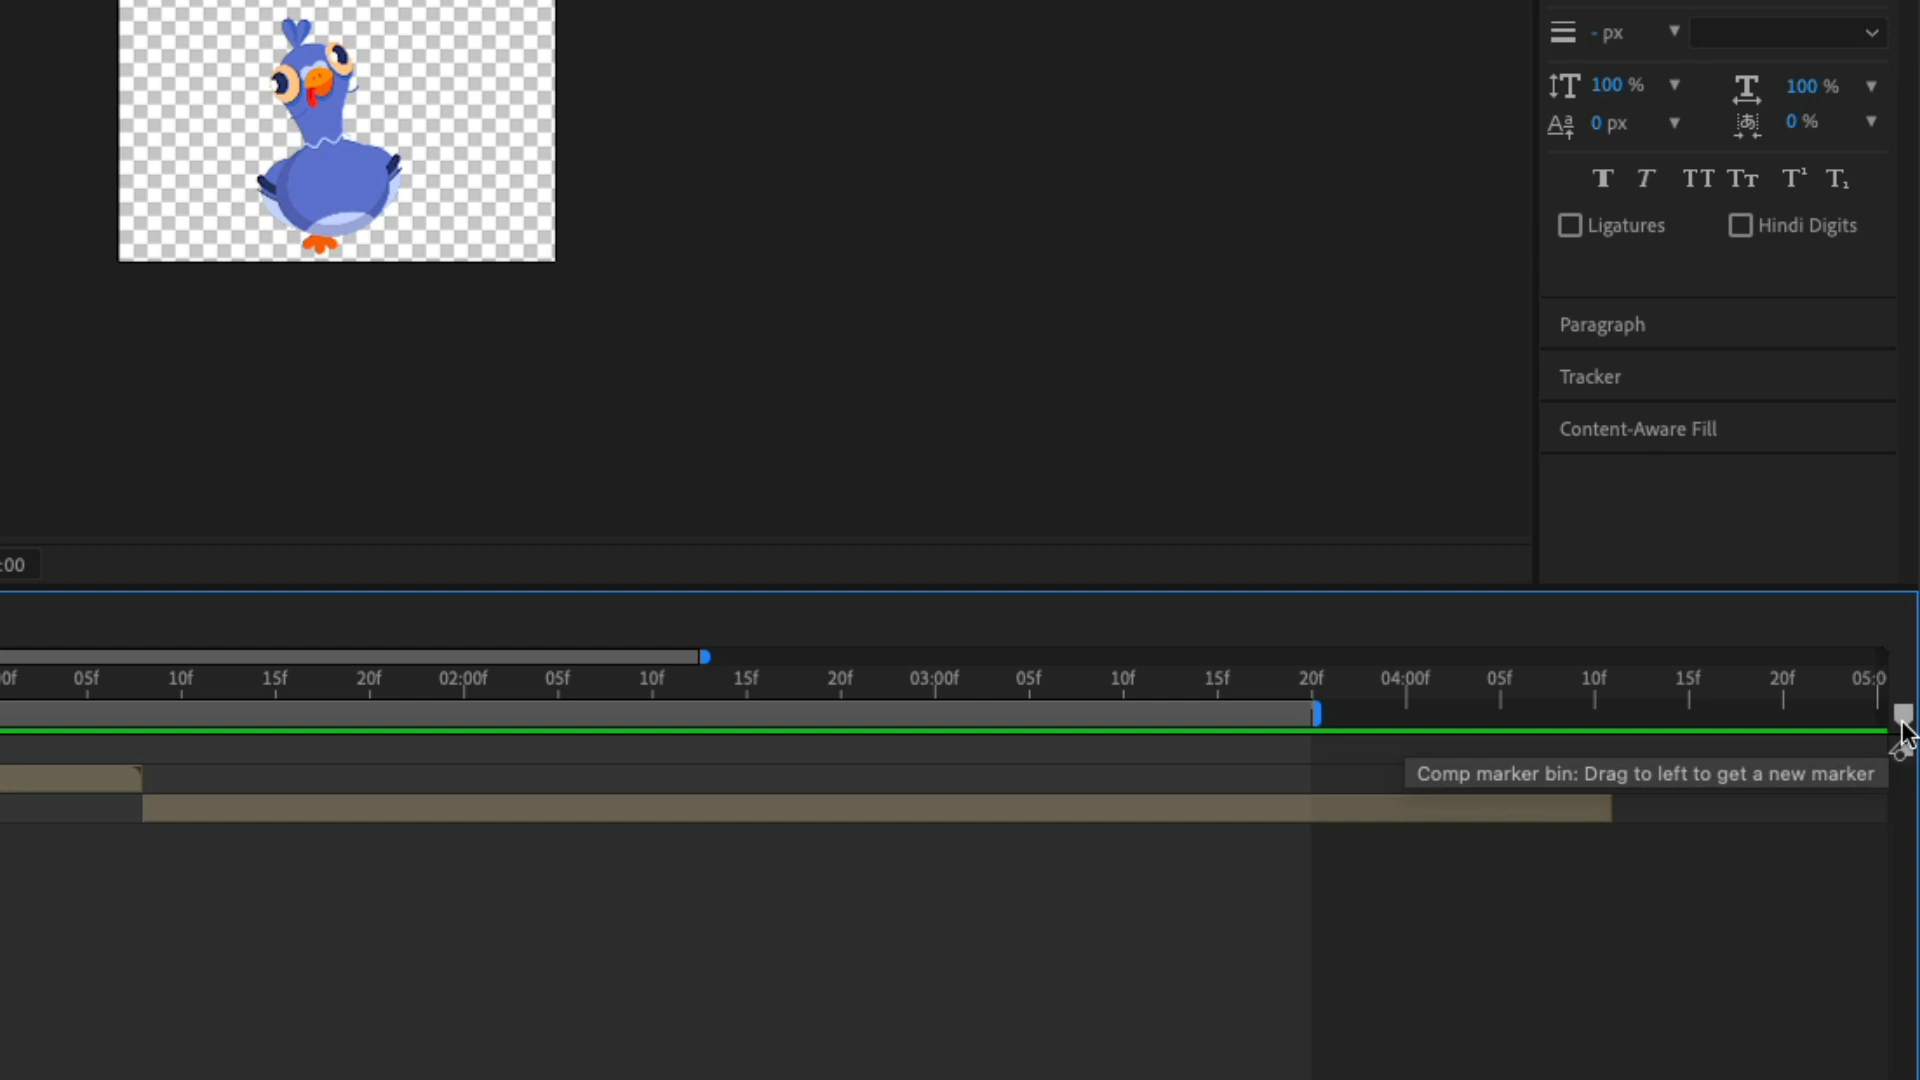 - px
100 %
100 %
0 px
0 %
T T TT Tt T¹ T₁
Ligatures
Hindi Digits
Paragraph
Tracker
Content-Aware Fill
:00
0f 05f 10f 15f 20f 02:00f 05f 10f 15f 20f 03:00f 05f 10f 15f 20f 04:00f 05f 10f 15f 20f 05:0
Comp marker bin: Drag to left to get a new marker